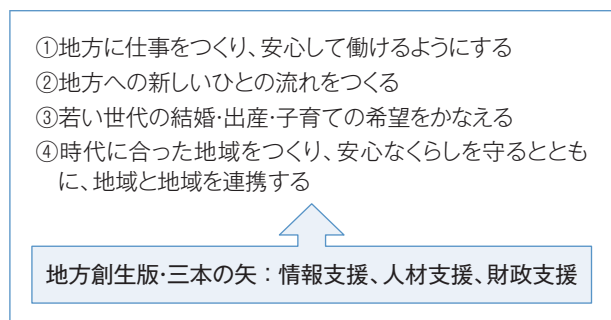 ①地方に仕事をつくり、安心して働けるようにする
②地方への新しいひとの流れをつくる
③若い世代の結婚・出産・子育ての希望をかなえる
④時代に合った地域をつくり、安心なくらしを守るととも
に、地域と地域を連携する
地方創生版・三本の矢：情報支援、人材支援、財政支援